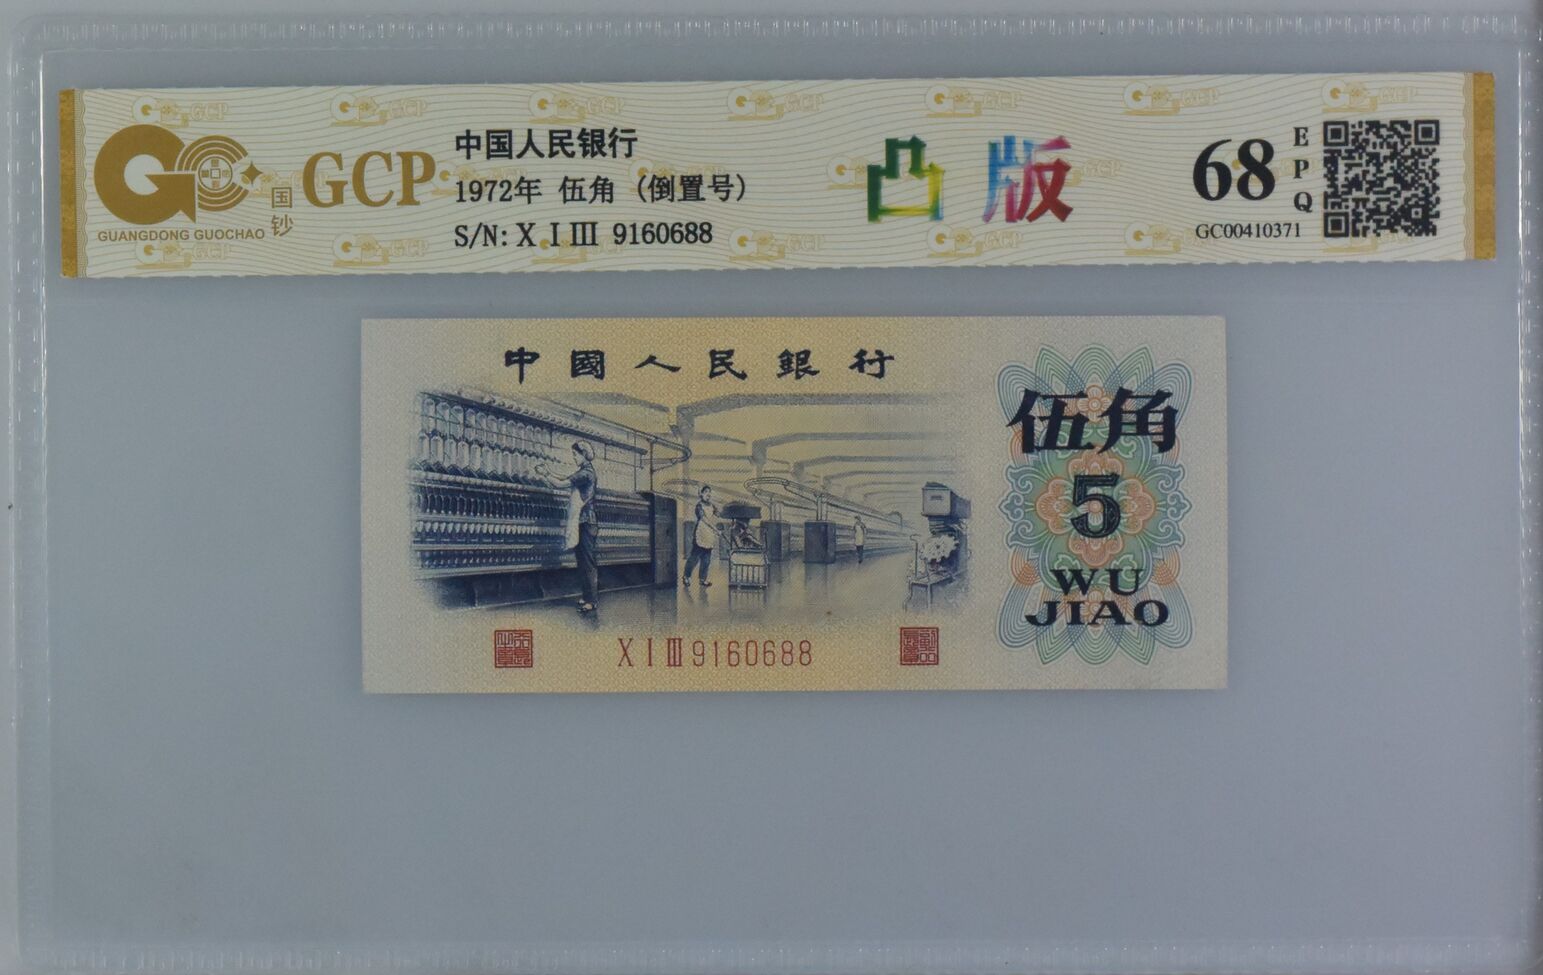 GUANGDONG GUOCHAO
国钞
GCP
中国人民银行
1972年 伍角 (倒置号)
S/N: X I III 9160688
凸版
68
EPQ
GC00410371
中國人民銀行
伍角
5
WU
JIAO
X I III 9160688